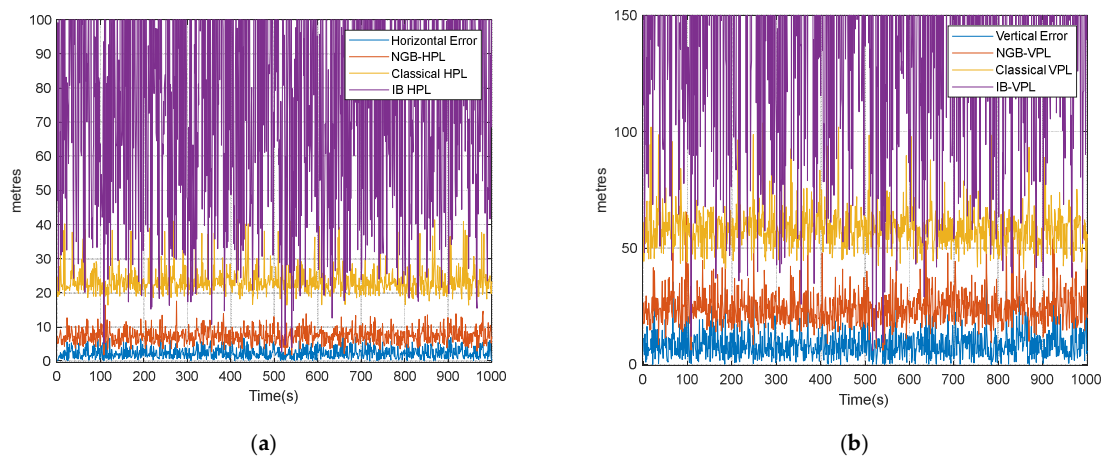 100
90
80
70
60
50
40
30
20
10
0
metres
Horizontal Error
NGB-HPL
Classical HPL
IB HPL
0 100 200 300 400 500 600 700 800 900 1000
Time(s)
(a)
150
100
50
0
metres
Vertical Error
NGB-VPL
Classical VPL
IB-VPL
0 100 200 300 400 500 600 700 800 900 1000
Time(s)
(b)